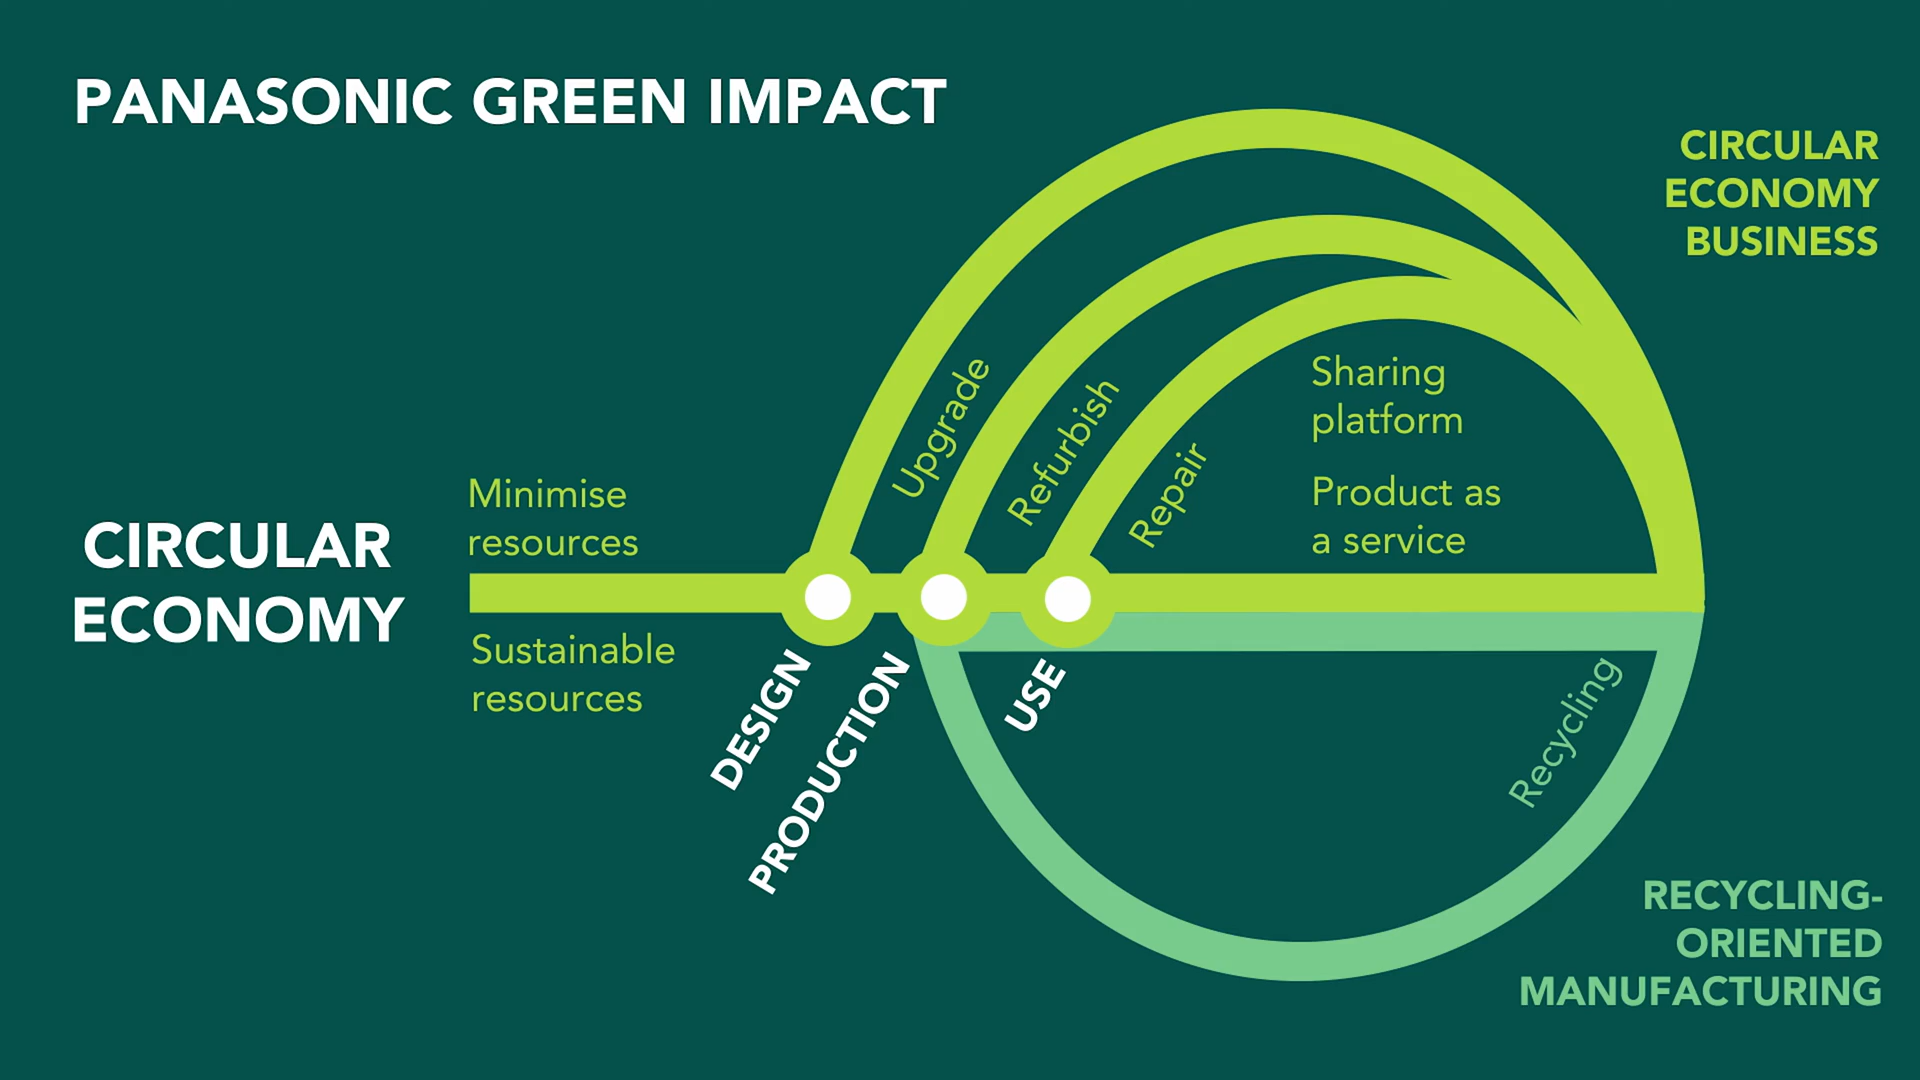 PANASONIC GREEN IMPACT
CIRCULAR
ECONOMY
BUSINESS
Upgrade
Refurbish
Repair
Sharing
platform
Product as
a service
Minimise
resources
CIRCULAR
ECONOMY
Sustainable
resources
DESIGN
PRODUCTION
USE
Recycling
RECYCLING-
ORIENTED
MANUFACTURING